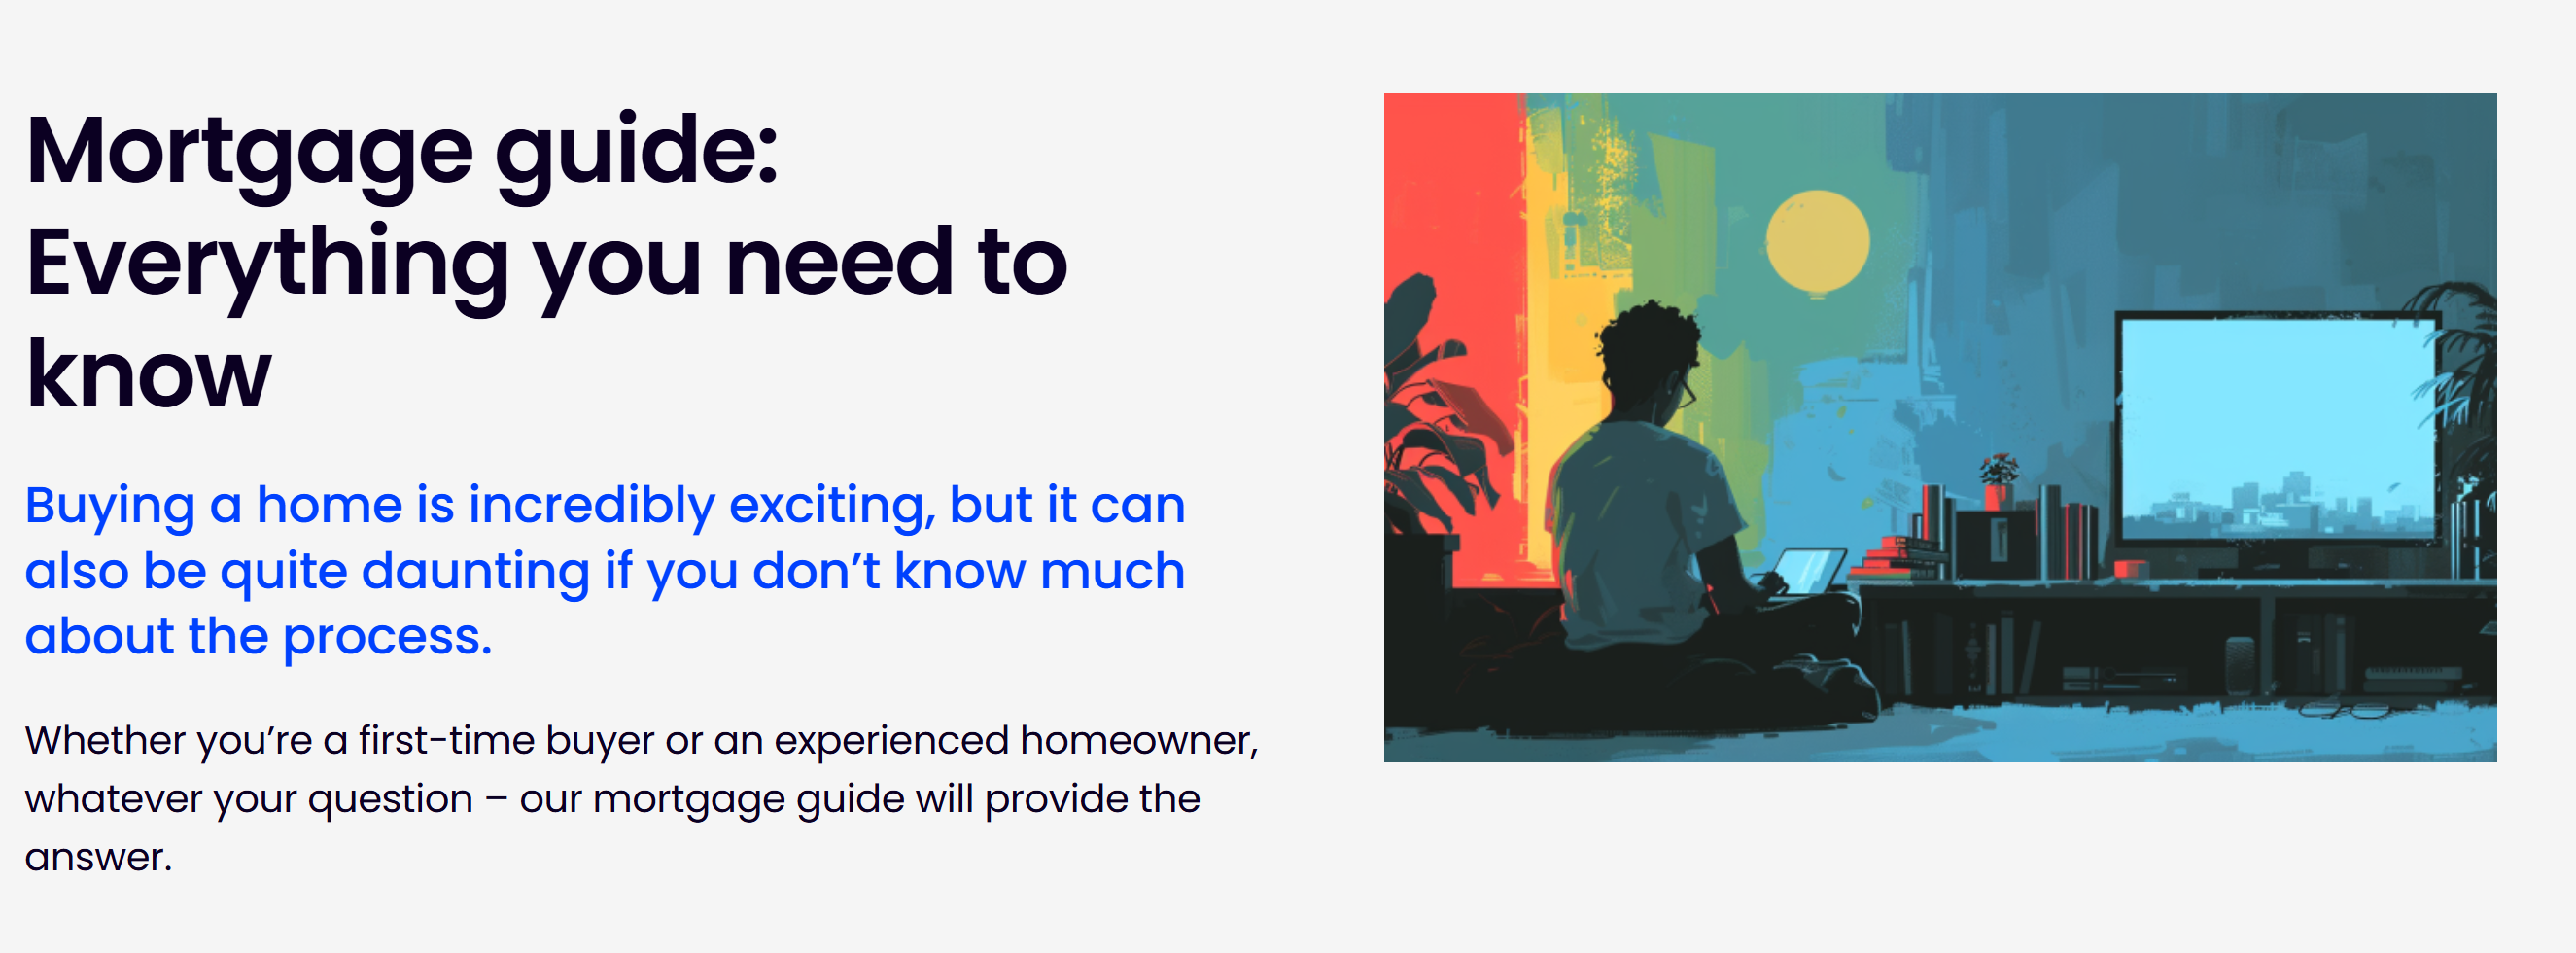 Mortgage guide:
Everything you need to
know
Buying a home is incredibly exciting, but it can
also be quite daunting if you don’t know much
about the process.
Whether you’re a first-time buyer or an experienced homeowner,
whatever your question – our mortgage guide will provide the
answer.